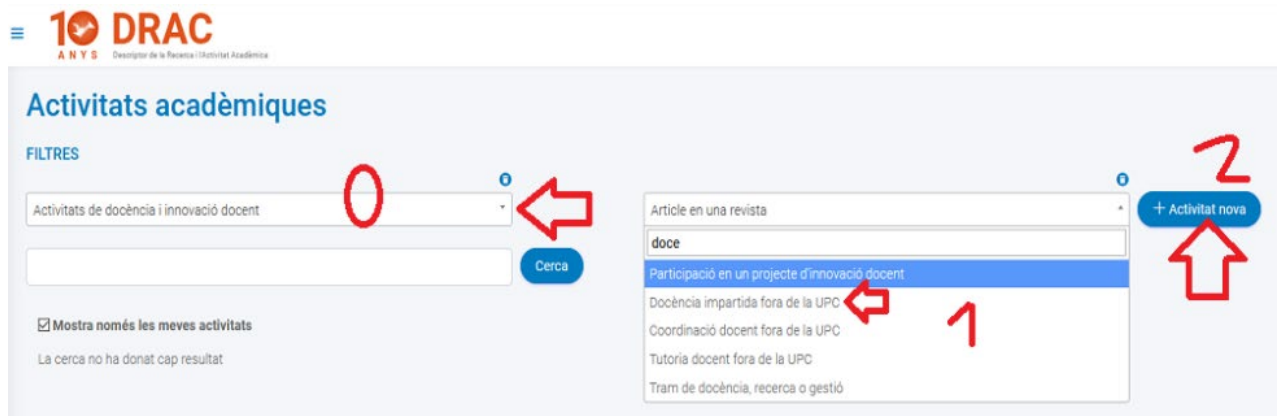 10 DRAC
ANYS Descriptor de la Recerca i l'Activitat Acadèmica
Activitats acadèmiques
FILTRES
0
2
Activitats de docència i innovació docent
Article en una revista
+ Activitat nova
doce
Cerca
Participació en un projecte d'innovació docent
Docència impartida fora de la UPC
1
Mostra només les meves activitats
Coordinació docent fora de la UPC
La cerca no ha donat cap resultat
Tutoria docent fora de la UPC
Tram de docència, recerca o gestió